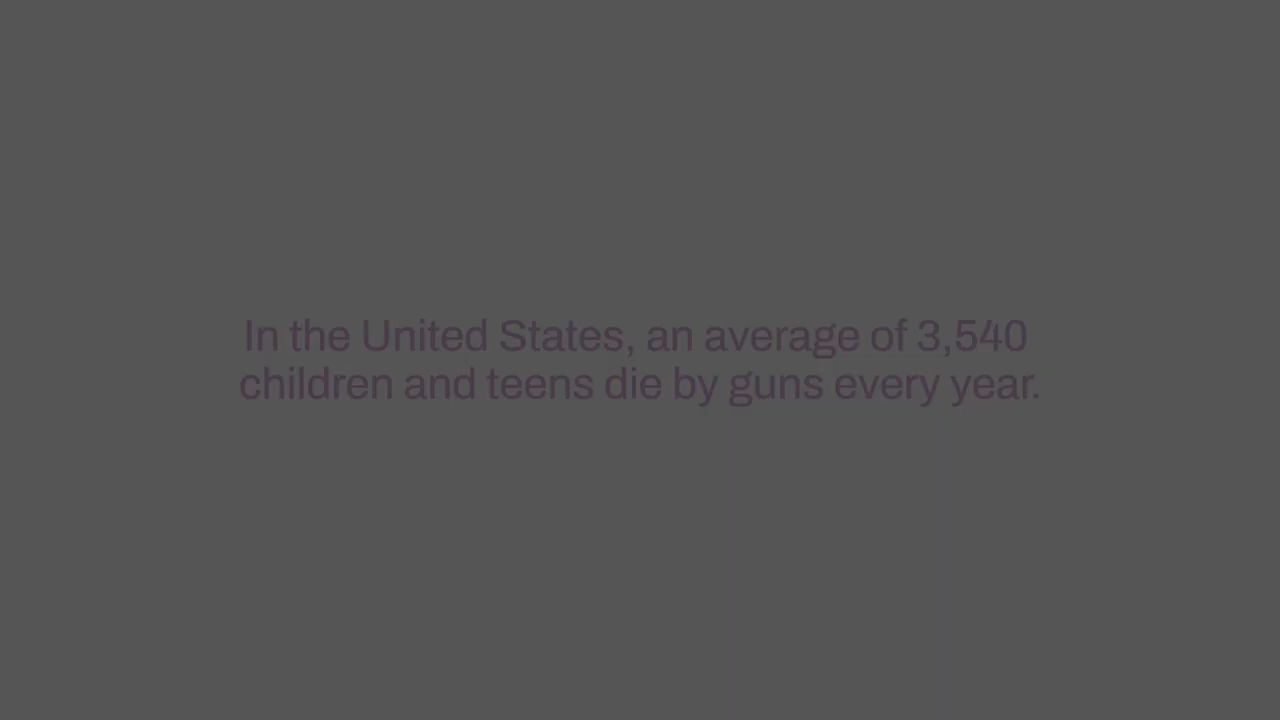 In the United States, an average of 3,540
children and teens die by guns every year.